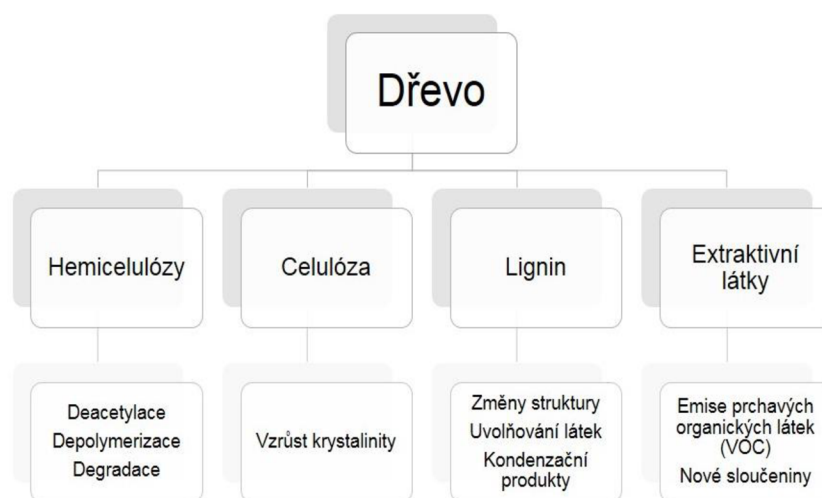 Dřevo
Hemicelulózy
Celulóza
Lignin
Extraktivní
látky
Deacetylace
Depolymerizace
Degradace
Vzrůst krystalinity
Změny struktury
Uvolňování látek
Kondenzační
produkty
Emise prchavých
organických látek
(VOC)
Nové sloučeniny